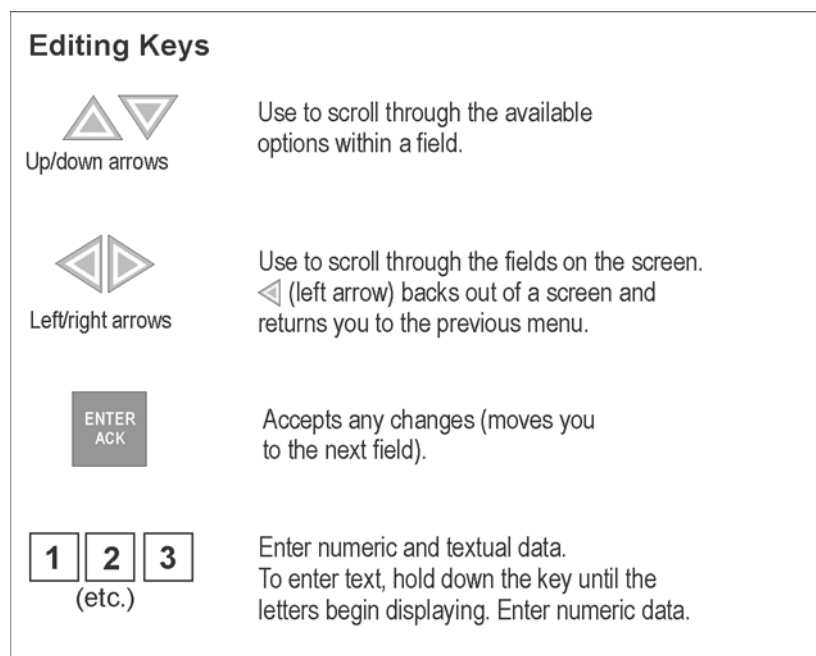 Editing Keys
Up/down arrows
Use to scroll through the available
options within a field.
Left/right arrows
Use to scroll through the fields on the screen.
(left arrow) backs out of a screen and
returns you to the previous menu.
ENTER
ACK
Accepts any changes (moves you
to the next field).
1 2 3
(etc.)
Enter numeric and textual data.
To enter text, hold down the key until the
letters begin displaying. Enter numeric data.